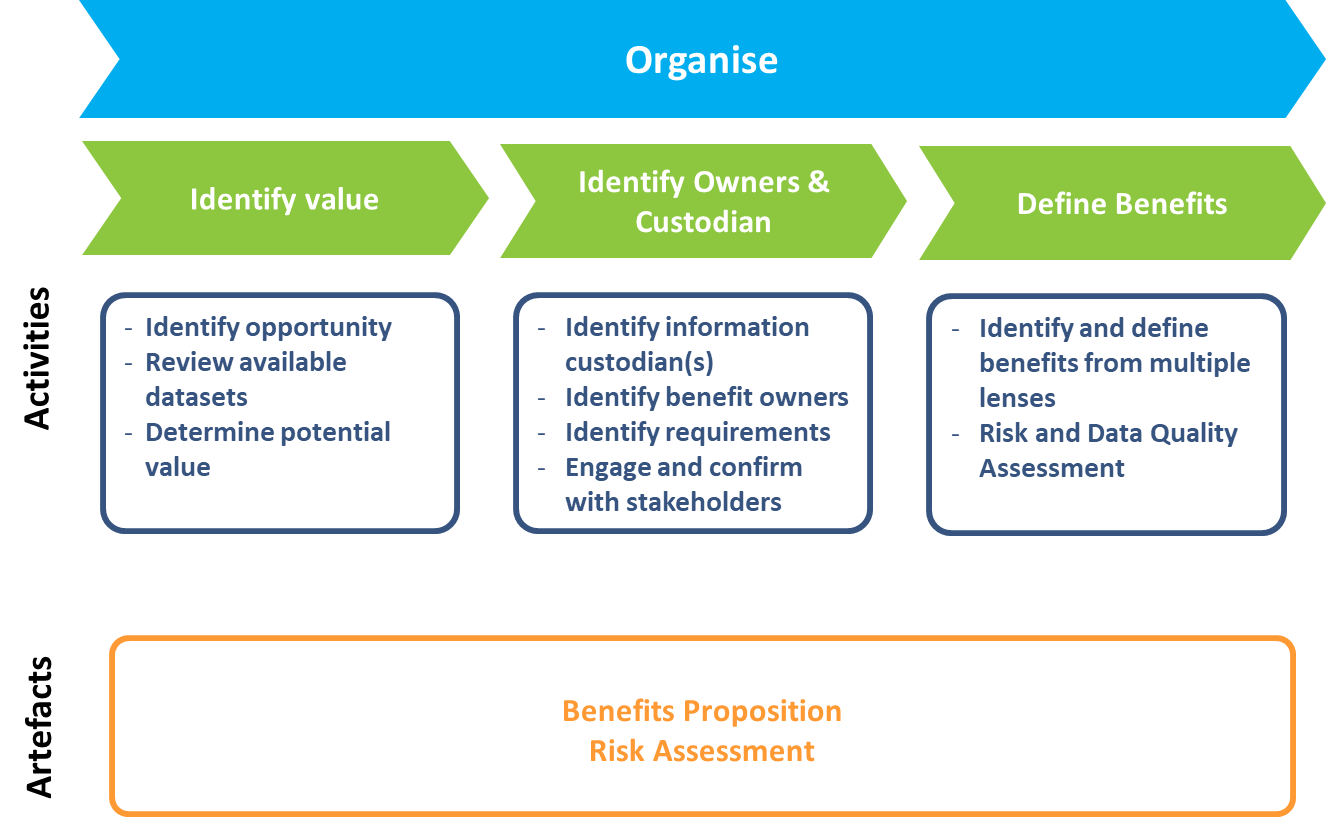 Organise
Identify value
Identify Owners &
Custodian
Define Benefits
Activities
- Identify opportunity
- Review available
datasets
- Determine potential
value
- Identify information
custodian(s)
- Identify benefit owners
- Identify requirements
- Engage and confirm
with stakeholders
- Identify and define
benefits from multiple
lenses
- Risk and Data Quality
Assessment
Artefacts
Benefits Proposition
Risk Assessment